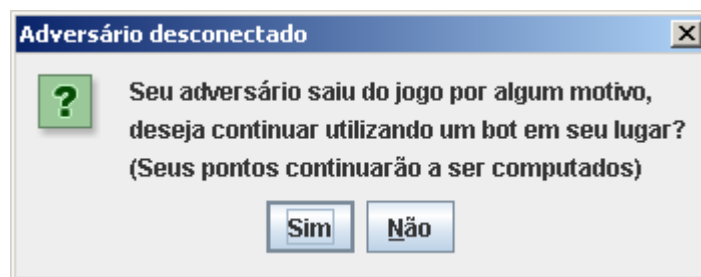 Adversário desconectado
Seu adversário saiu do jogo por algum motivo,
deseja continuar utilizando um bot em seu lugar?
(Seus pontos continuarão a ser computados)
Sim Não